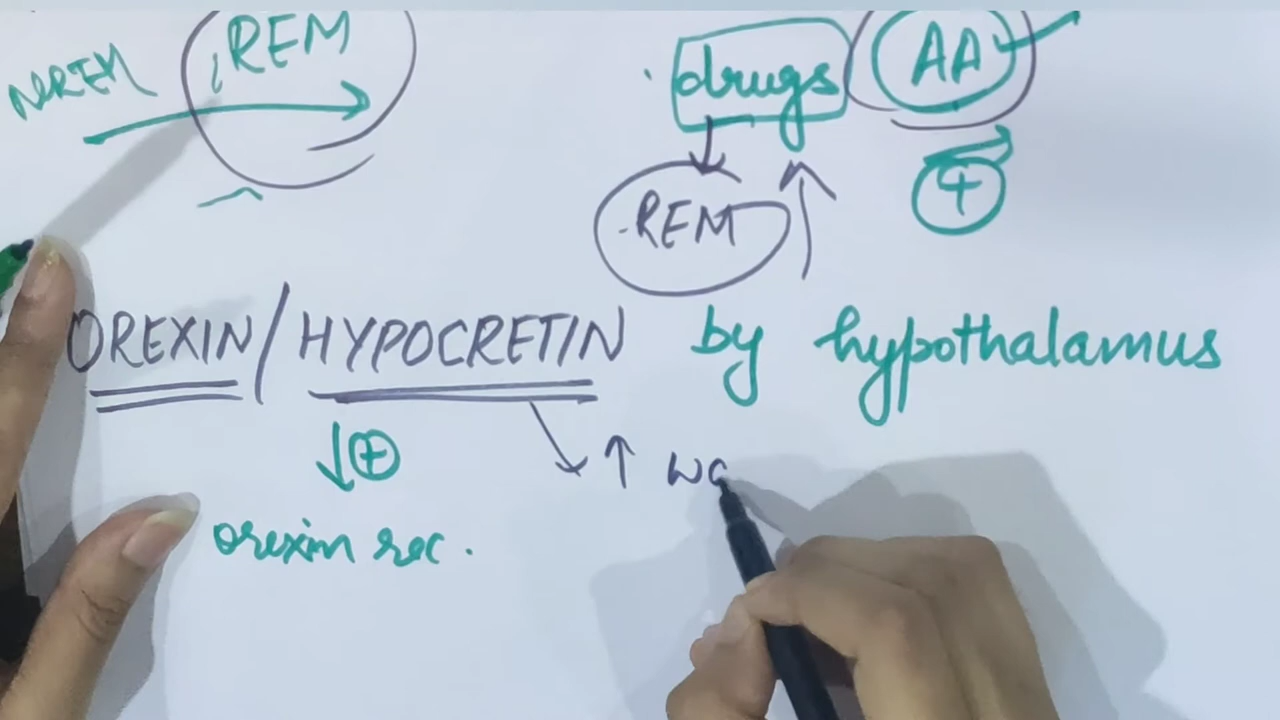 NREM REM
drugs AA
REM ↑ +
OREXIN / HYPOCRETIN by hypothalamus
↓ + ↑ wa
orexin rec.